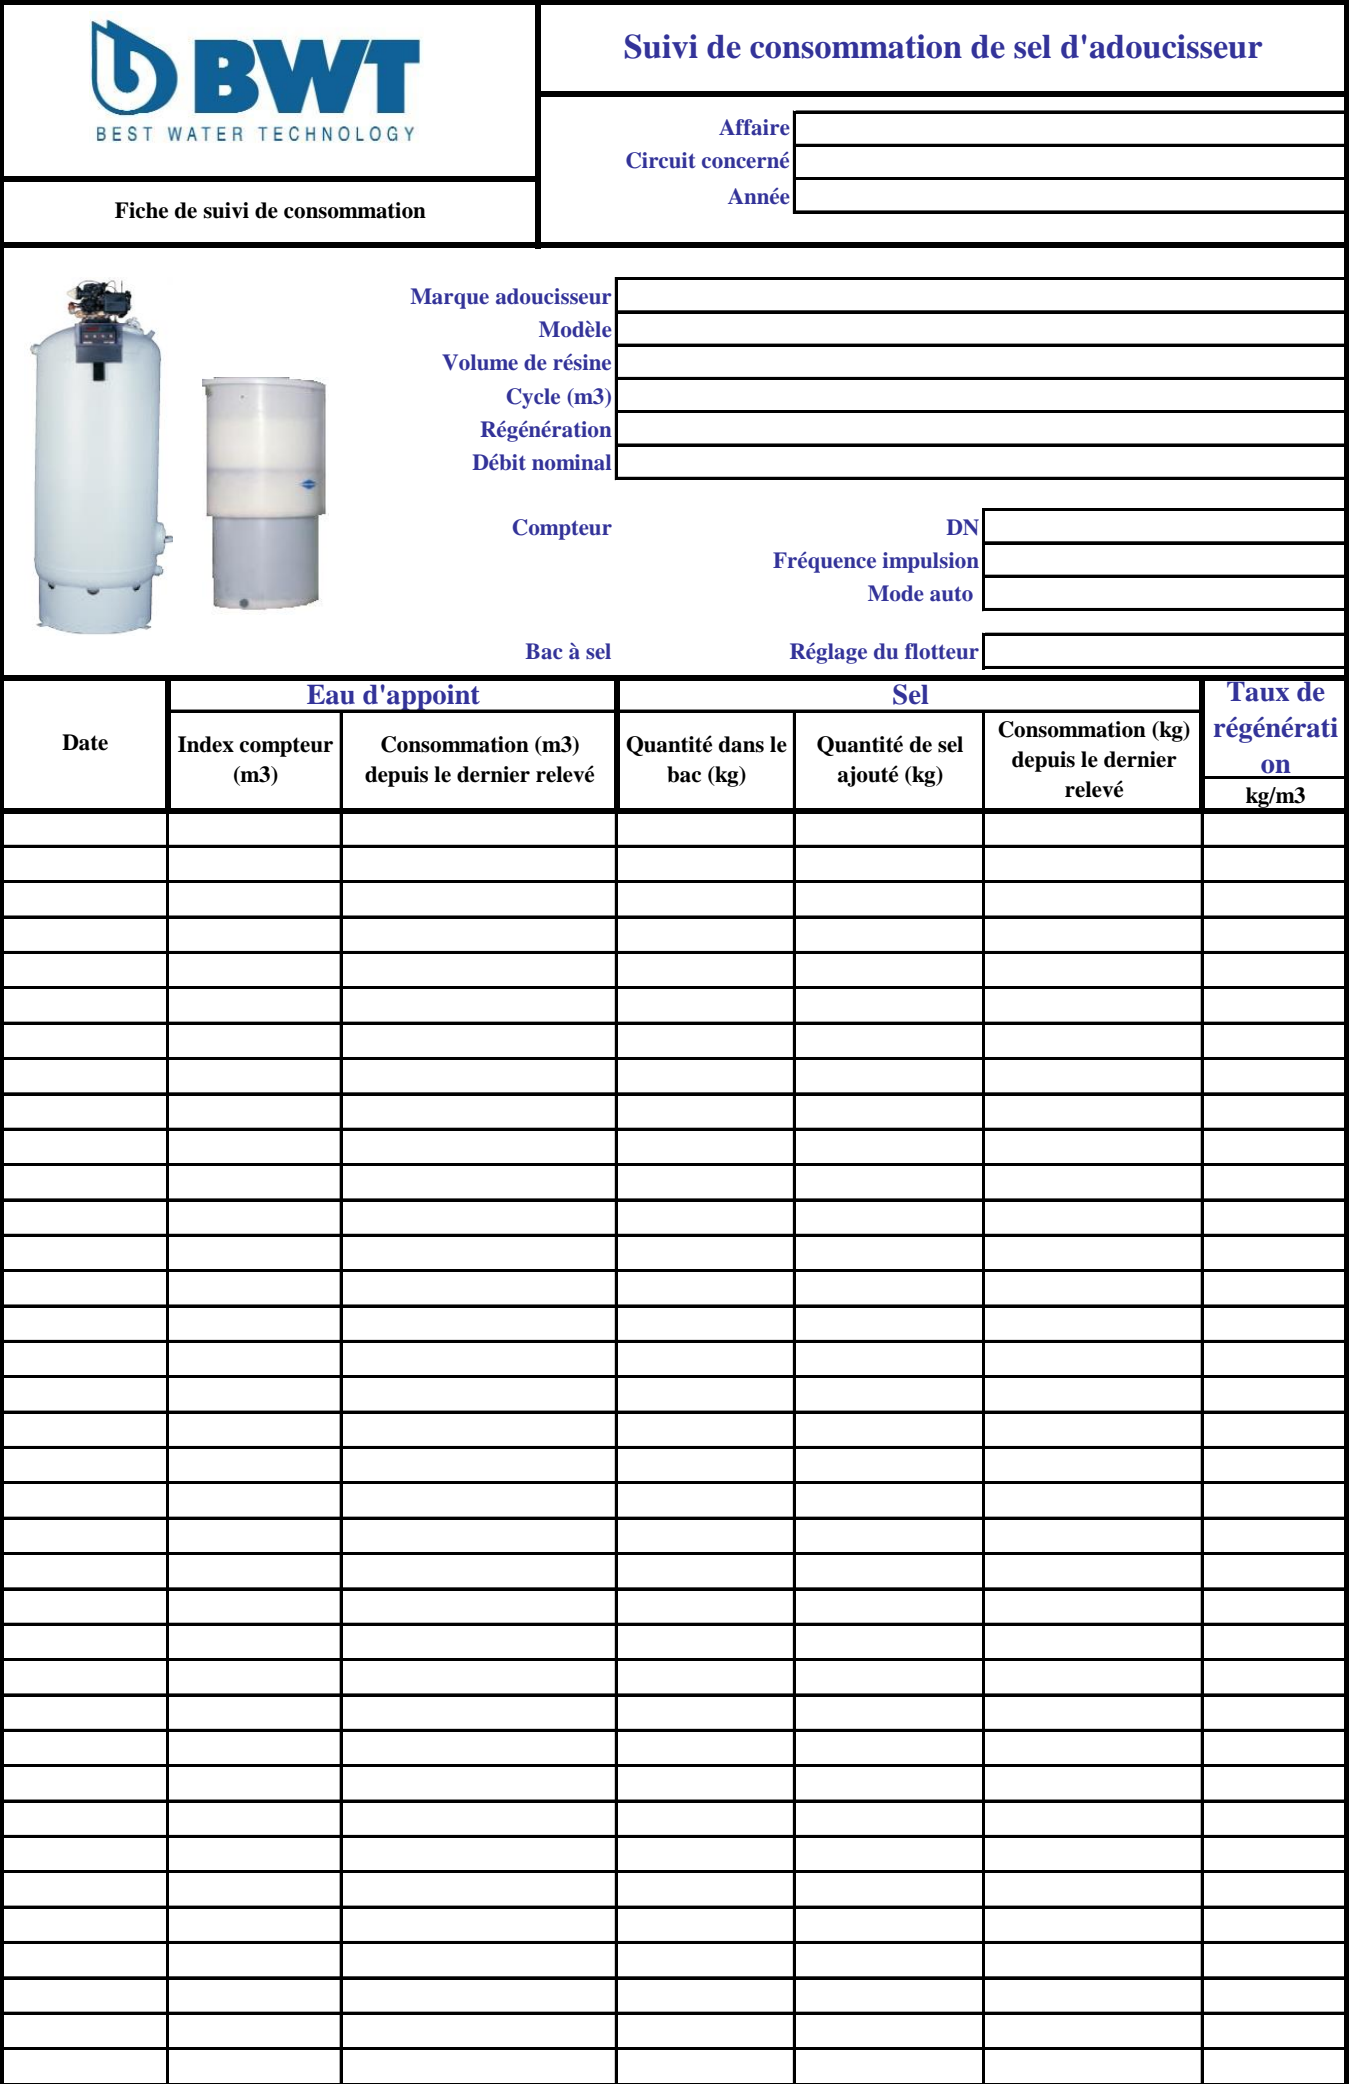 BWT
BEST WATER TECHNOLOGY
Suivi de consommation de sel d'adoucisseur
Affaire
Circuit concerné
Année
Fiche de suivi de consommation
Marque adoucisseur
Modèle
Volume de résine
Cycle (m3)
Régénération
Débit nominal
Compteur DN
Fréquence impulsion
Mode auto
Bac à sel Réglage du flotteur
Date
Eau d'appoint
Index compteur
(m3)
Consommation (m3)
depuis le dernier relevé
Sel
Quantité dans le
bac (kg)
Quantité de sel
ajouté (kg)
Consommation (kg)
depuis le dernier
relevé
Taux de
régénérati
on
kg/m3